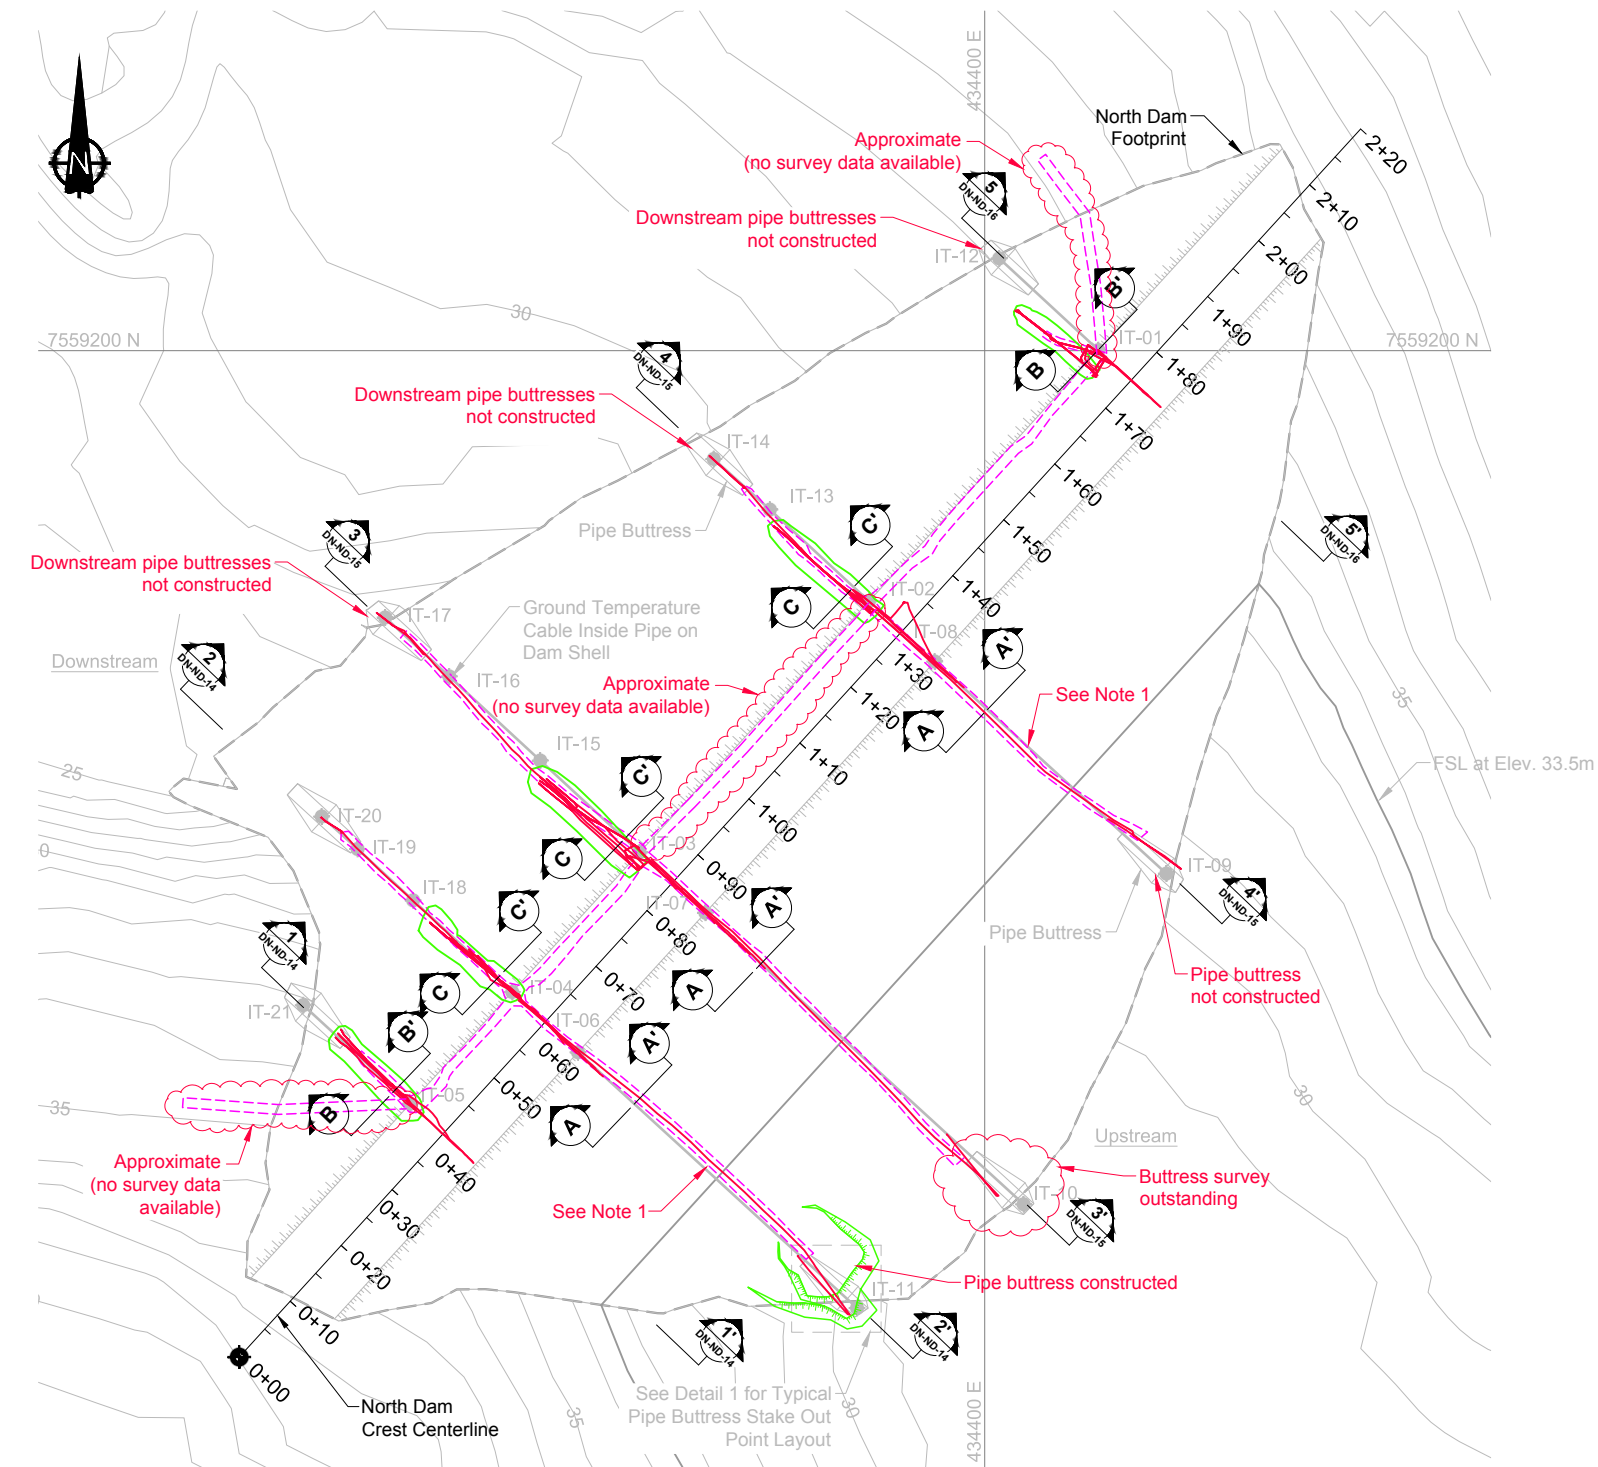 434400 E
North Dam
Footprint
Approximate
(no survey data available)
2+20
5
DN-ND-16
2+10
N
Downstream pipe buttresses
not constructed
IT-12
2+00
B'
30
1+90
7559200 N
IT-01
7559200 N
4
DN-ND-15
B
1+80
Downstream pipe buttresses
not constructed
1+70
IT-14
1+60
IT-13
C'
Pipe Buttress
3
DN-ND-15
5'
DN-ND-16
1+50
Downstream pipe buttresses
not constructed
IT-02
C
1+40
IT-17
Ground Temperature
Cable Inside Pipe on
Dam Shell
IT-08
A'
Downstream
2
DN-ND-14
1+30
IT-16
Approximate
(no survey data available)
See Note 1
35
1+20
A
IT-15
1+10
FSL at Elev. 33.5m
25
C'
IT-20
1+00
0
IT-19
C
IT-03
IT-09
0+90
4'
DN-ND-15
IT-18
C'
IT-07
A'
1
DN-ND-14
0+80
Pipe Buttress
Pipe buttress
not constructed
C
IT-04
0+70
A
IT-21
B'
IT-06
A'
0+60
30
IT-05
0+50
35
B
A
Upstream
Approximate
(no survey data
available)
0+40
Buttress survey
outstanding
IT-10
See Note 1
3'
DN-ND-15
0+30
0+20
Pipe buttress constructed
IT-11
0+10
1'
DN-ND-14
2'
DN-ND-14
0+00
See Detail 1 for Typical
Pipe Buttress Stake Out
Point Layout
North Dam
Crest Centerline
35
30
434400 E